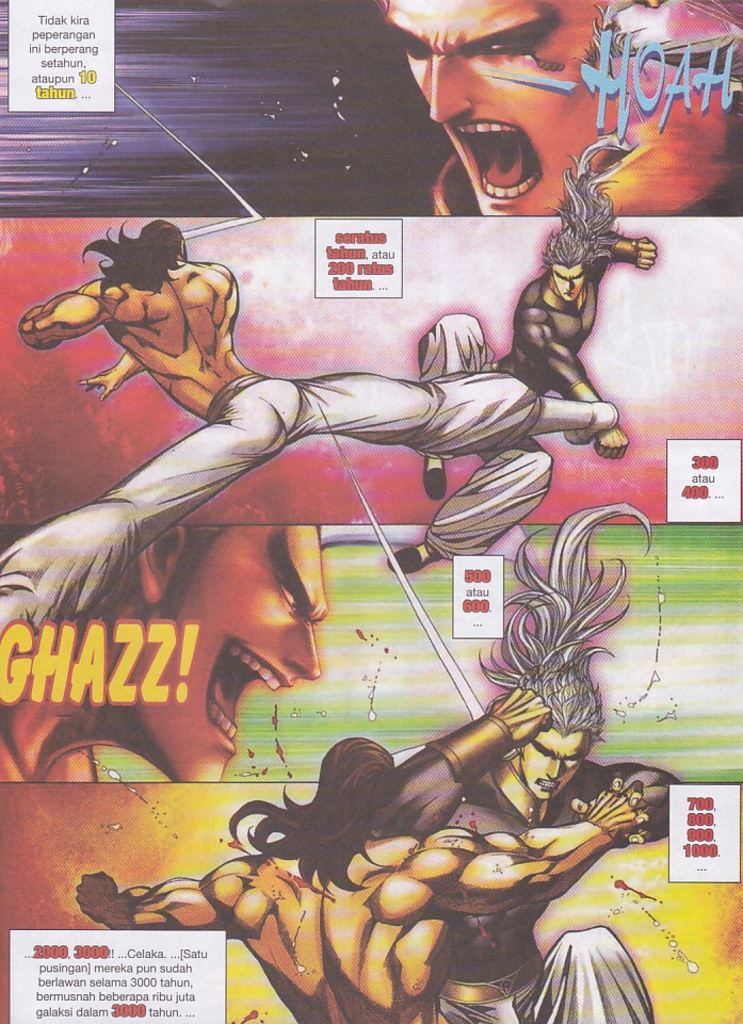 Tidak kira
peperangan
ini berperang
setahun,
ataupun 10
tahun. ...
HOAH
seratus
tahun, atau
200 ratus
tahun. ...
300
atau
400. ...
500
atau
600.
...
GHAZZ!
700,
800,
900,
1000.
...
...2000, 3000!! ...Celaka. ...[Satu
pusingan] mereka pun sudah
berlawan selama 3000 tahun,
bermusnah beberapa ribu juta
galaksi dalam 3000 tahun. ...